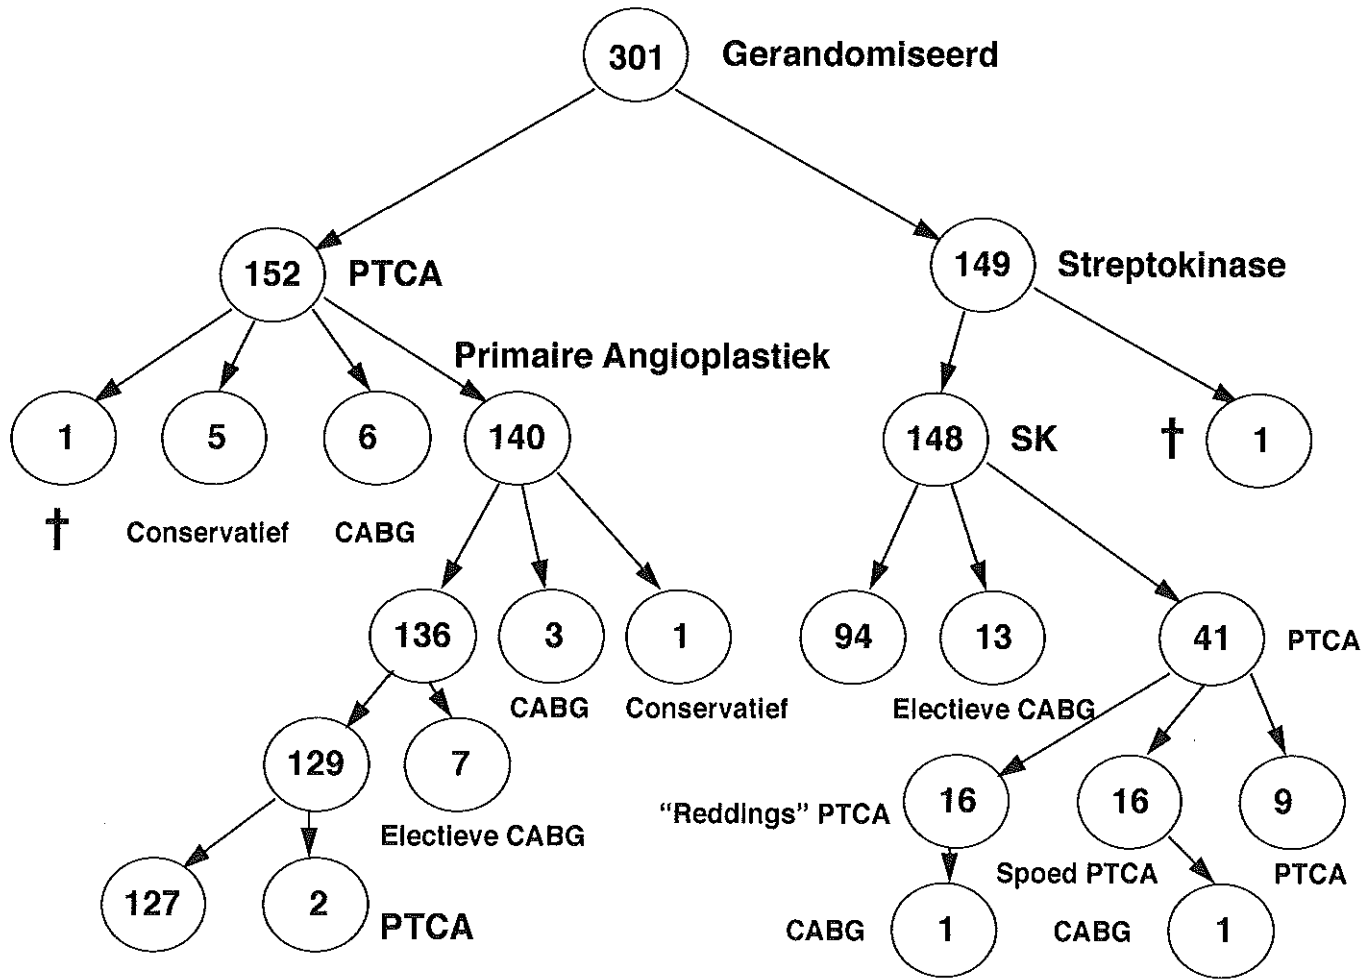 301 Gerandomiseerd
152 PTCA
149 Streptokinase
Primaire Angioplastiek
1 5 6 140
148 SK † 1
† Conservatief CABG
136 3 1
94 13 41 PTCA
CABG Conservatief
Electieve CABG
129 7
"Reddings" PTCA 16 16 9
Electieve CABG
Spoed PTCA PTCA
127 2 PTCA
CABG 1 CABG 1